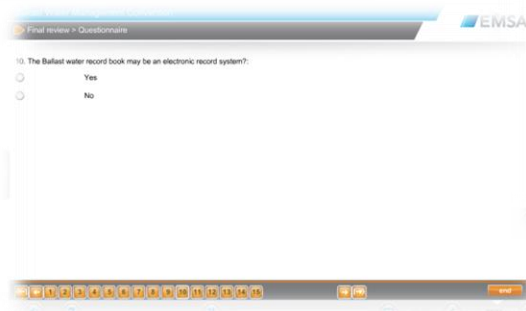 Final review > Questionnaire
EMSA
10. The Ballast water record book may be an electronic record system?:
Yes
No
1 2 3 4 5 6 7 8 9 10 11 12 13 14 15
end